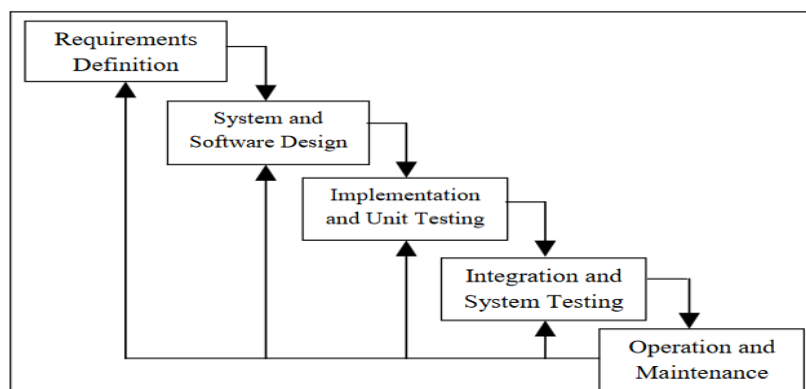 Requirements
Definition
System and
Software Design
Implementation
and Unit Testing
Integration and
System Testing
Operation and
Maintenance